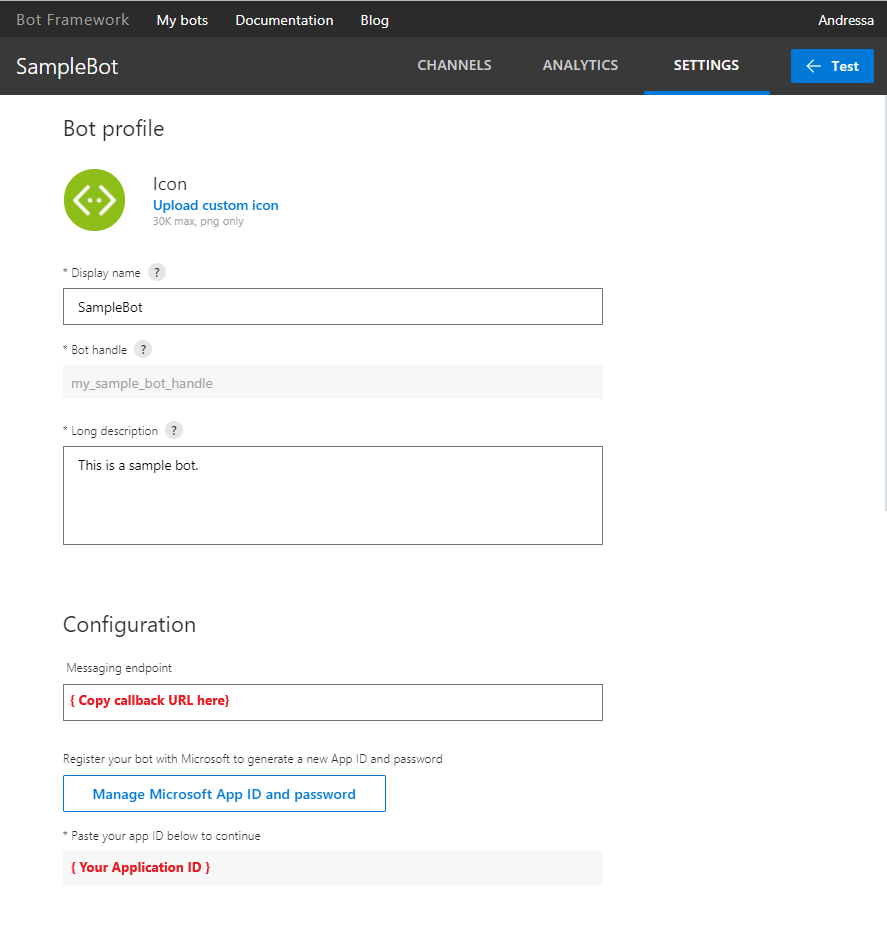 Bot Framework My bots Documentation Blog Andressa
SampleBot CHANNELS ANALYTICS SETTINGS Test
Bot profile
Icon
Upload custom icon
30K max, png only
* Display name ?
SampleBot
* Bot handle ?
my_sample_bot_handle
* Long description ?
This is a sample bot.
Configuration
Messaging endpoint
{ Copy callback URL here}
Register your bot with Microsoft to generate a new App ID and password
Manage Microsoft App ID and password
* Paste your app ID below to continue
{ Your Application ID }